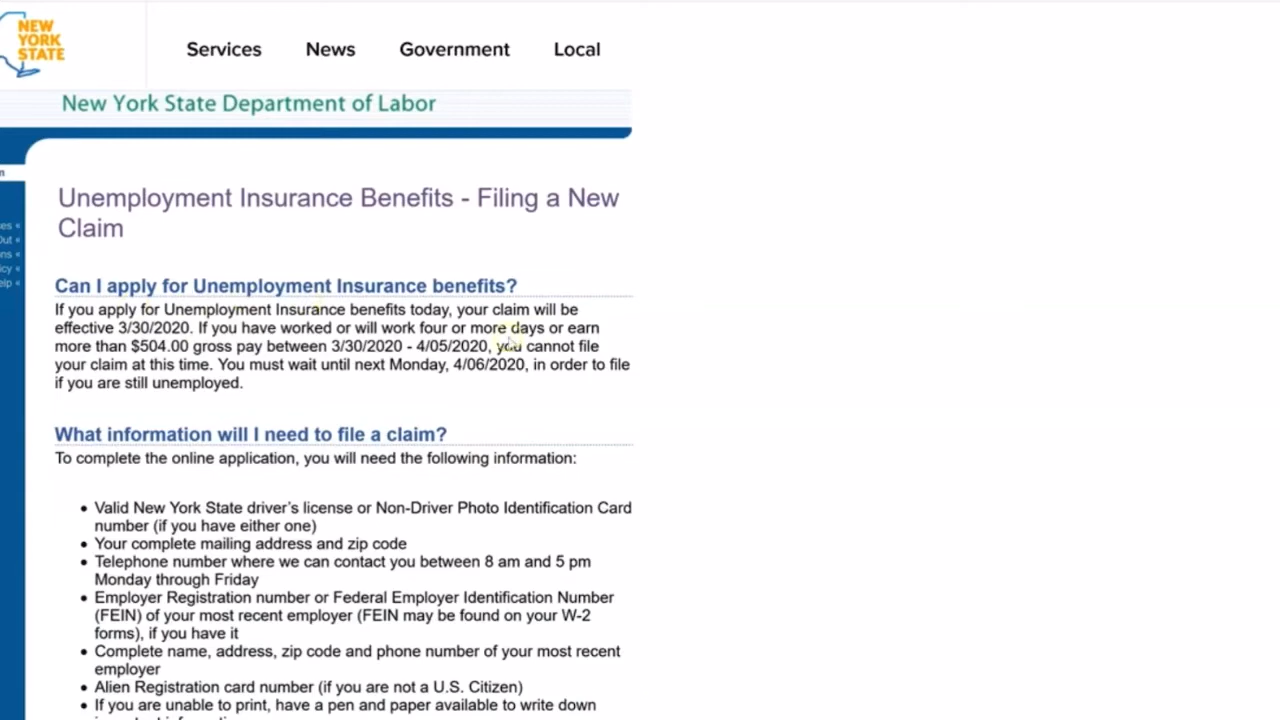 NEW
YORK
STATE
Services
News
Government
Local
New York State Department of Labor
Unemployment Insurance Benefits - Filing a New
Claim
Can I apply for Unemployment Insurance benefits?
If you apply for Unemployment Insurance benefits today, your claim will be
effective 3/30/2020. If you have worked or will work four or more days or earn
more than $504.00 gross pay between 3/30/2020 - 4/05/2020, you cannot file
your claim at this time. You must wait until next Monday, 4/06/2020, in order to file
if you are still unemployed.
What information will I need to file a claim?
To complete the online application, you will need the following information:
• Valid New York State driver's license or Non-Driver Photo Identification Card
number (if you have either one)
• Your complete mailing address and zip code
• Telephone number where we can contact you between 8 am and 5 pm
Monday through Friday
• Employer Registration number or Federal Employer Identification Number
(FEIN) of your most recent employer (FEIN may be found on your W-2
forms), if you have it
• Complete name, address, zip code and phone number of your most recent
employer
• Alien Registration card number (if you are not a U.S. Citizen)
• If you are unable to print, have a pen and paper available to write down